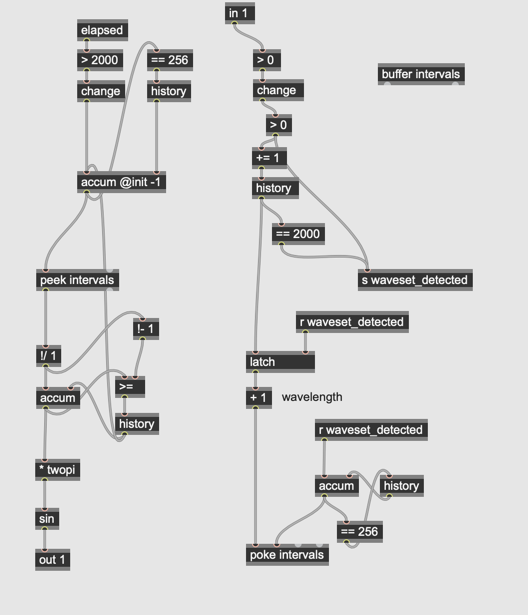 in 1
elapsed
> 2000
== 256
> 0
buffer intervals
change
history
change
> 0
+= 1
accum @init -1
history
== 2000
peek intervals
s waveset_detected
r waveset_detected
!- 1
!/ 1
latch
>=
accum
+ 1
wavelength
history
r waveset_detected
* twopi
accum
history
sin
== 256
out 1
poke intervals